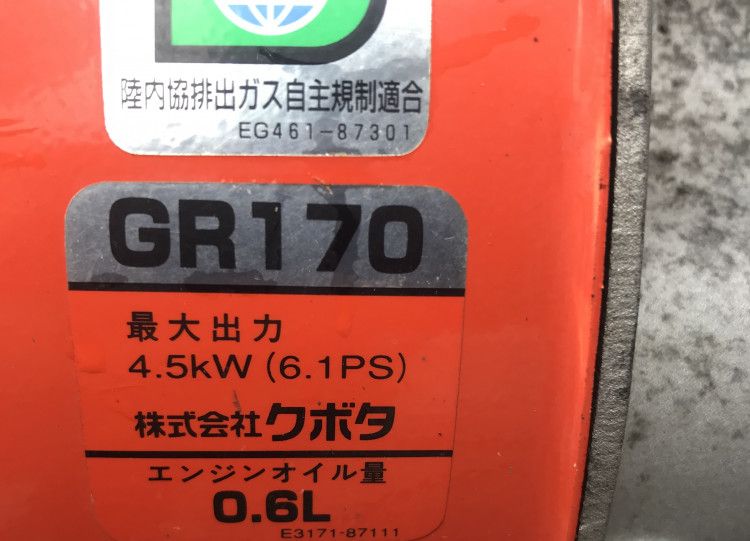 陸内協排出ガス自主規制適合
EG461-87301
GR170
最大出力
4.5kW (6.1PS)
株式会社クボタ
エンジンオイル量
0.6L
E3171-87111